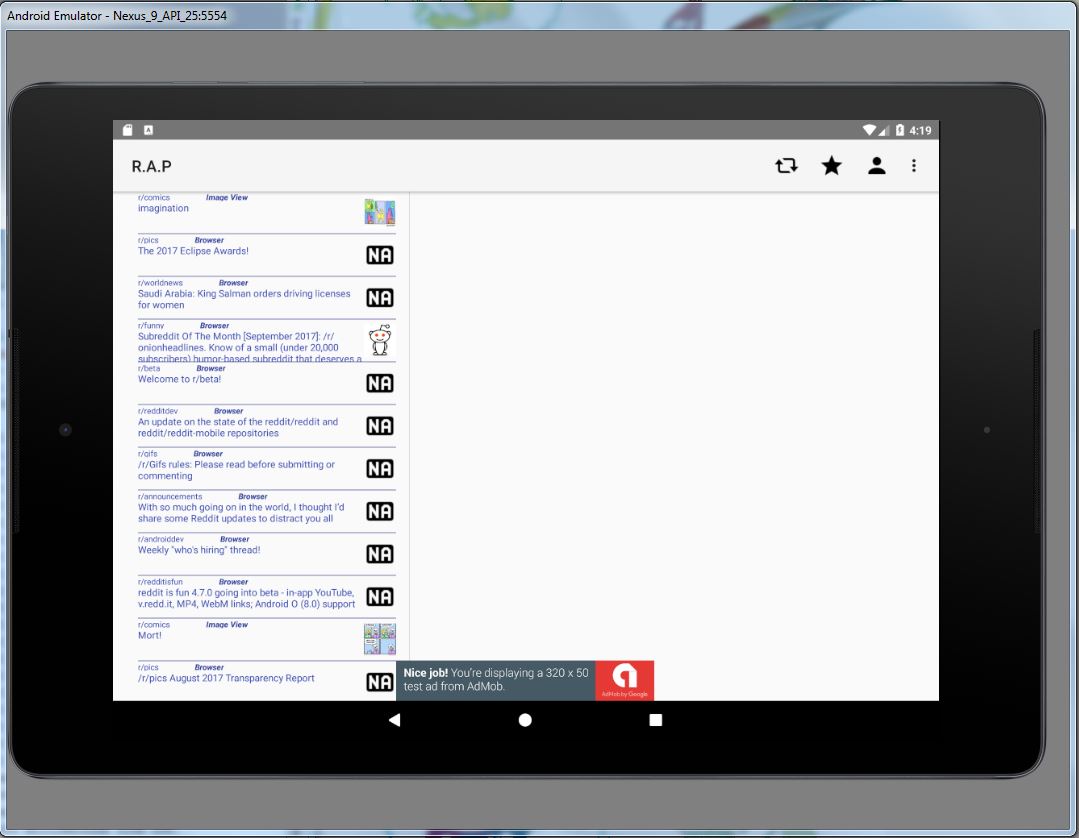 Android Emulator - Nexus_9_API_25:5554
4:19
R.A.P
r/comics Image View
imagination
r/pics Browser
The 2017 Eclipse Awards!
NA
r/worldnews Browser
Saudi Arabia: King Salman orders driving licenses
for women
NA
r/funny Browser
Subreddit Of The Month [September 2017]: /r/
onionheadlines. Know of a small (under 20,000
subscribers) humor-based subreddit that deserves a
r/beta Browser
Welcome to r/beta!
NA
r/redditdev Browser
An update on the state of the reddit/reddit and
reddit/reddit-mobile repositories
NA
r/gifs Browser
/r/Gifs rules: Please read before submitting or
commenting
NA
r/announcements Browser
With so much going on in the world, I thought I'd
share some Reddit updates to distract you all
NA
r/androiddev Browser
Weekly "who's hiring" thread!
NA
r/redditisfun Browser
reddit is fun 4.7.0 going into beta - in-app YouTube,
v.redd.it, MP4, WebM links; Android O (8.0) support
NA
r/comics Image View
Mort!
r/pics Browser
/r/pics August 2017 Transparency Report
NA
Nice job! You're displaying a 320 x 50
test ad from AdMob.
AdMob by Google